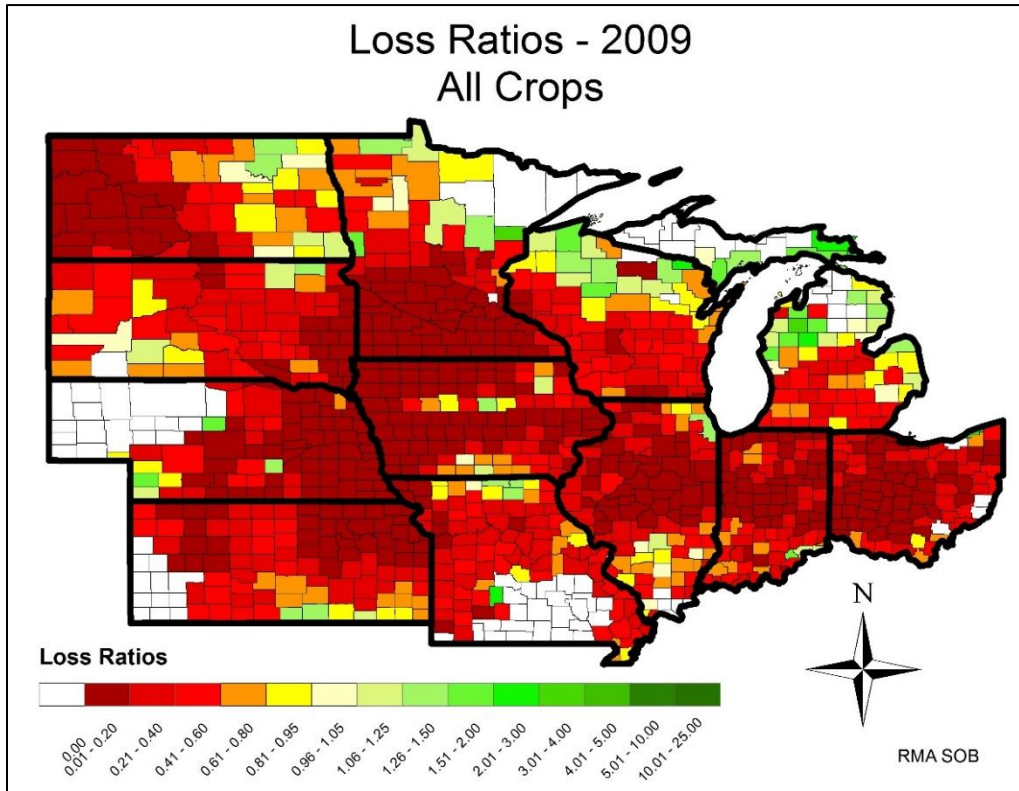 Loss Ratios - 2009
All Crops
N
Loss Ratios
0.00
0.01 - 0.20
0.21 - 0.40
0.41 - 0.60
0.61 - 0.80
0.81 - 0.95
0.96 - 1.05
1.06 - 1.25
1.26 - 1.50
1.51 - 2.00
2.01 - 3.00
3.01 - 4.00
4.01 - 5.00
5.01 - 10.00
10.01 - 25.00
RMA SOB